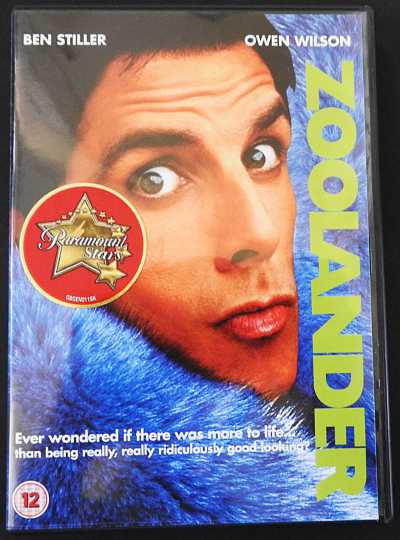 BEN STILLER
OWEN WILSON
ZOOLANDER
Paramount
Stars
Ever wondered if there was more to life...
than being really, really ridiculously good-looking?
12